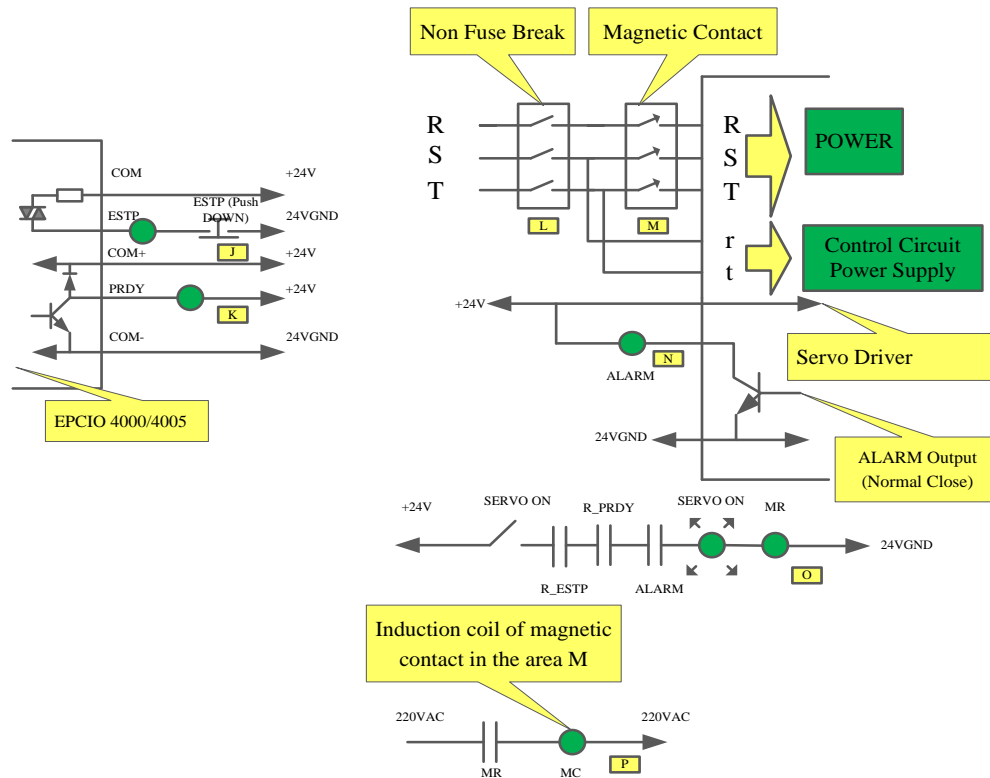 Non Fuse Break
Magnetic Contact
R
S
T
R
S
T
r
t
POWER
Control Circuit
Power Supply
L
M
COM
+24V
ESTP
ESTP (Push
DOWN)
24VGND
J
COM+
+24V
PRDY
+24V
K
COM-
24VGND
EPCIO 4000/4005
+24V
N
ALARM
Servo Driver
24VGND
ALARM Output
(Normal Close)
+24V
SERVO ON
R_PRDY
SERVO ON
MR
24VGND
R_ESTP
ALARM
O
Induction coil of magnetic
contact in the area M
220VAC
220VAC
MR
MC
P